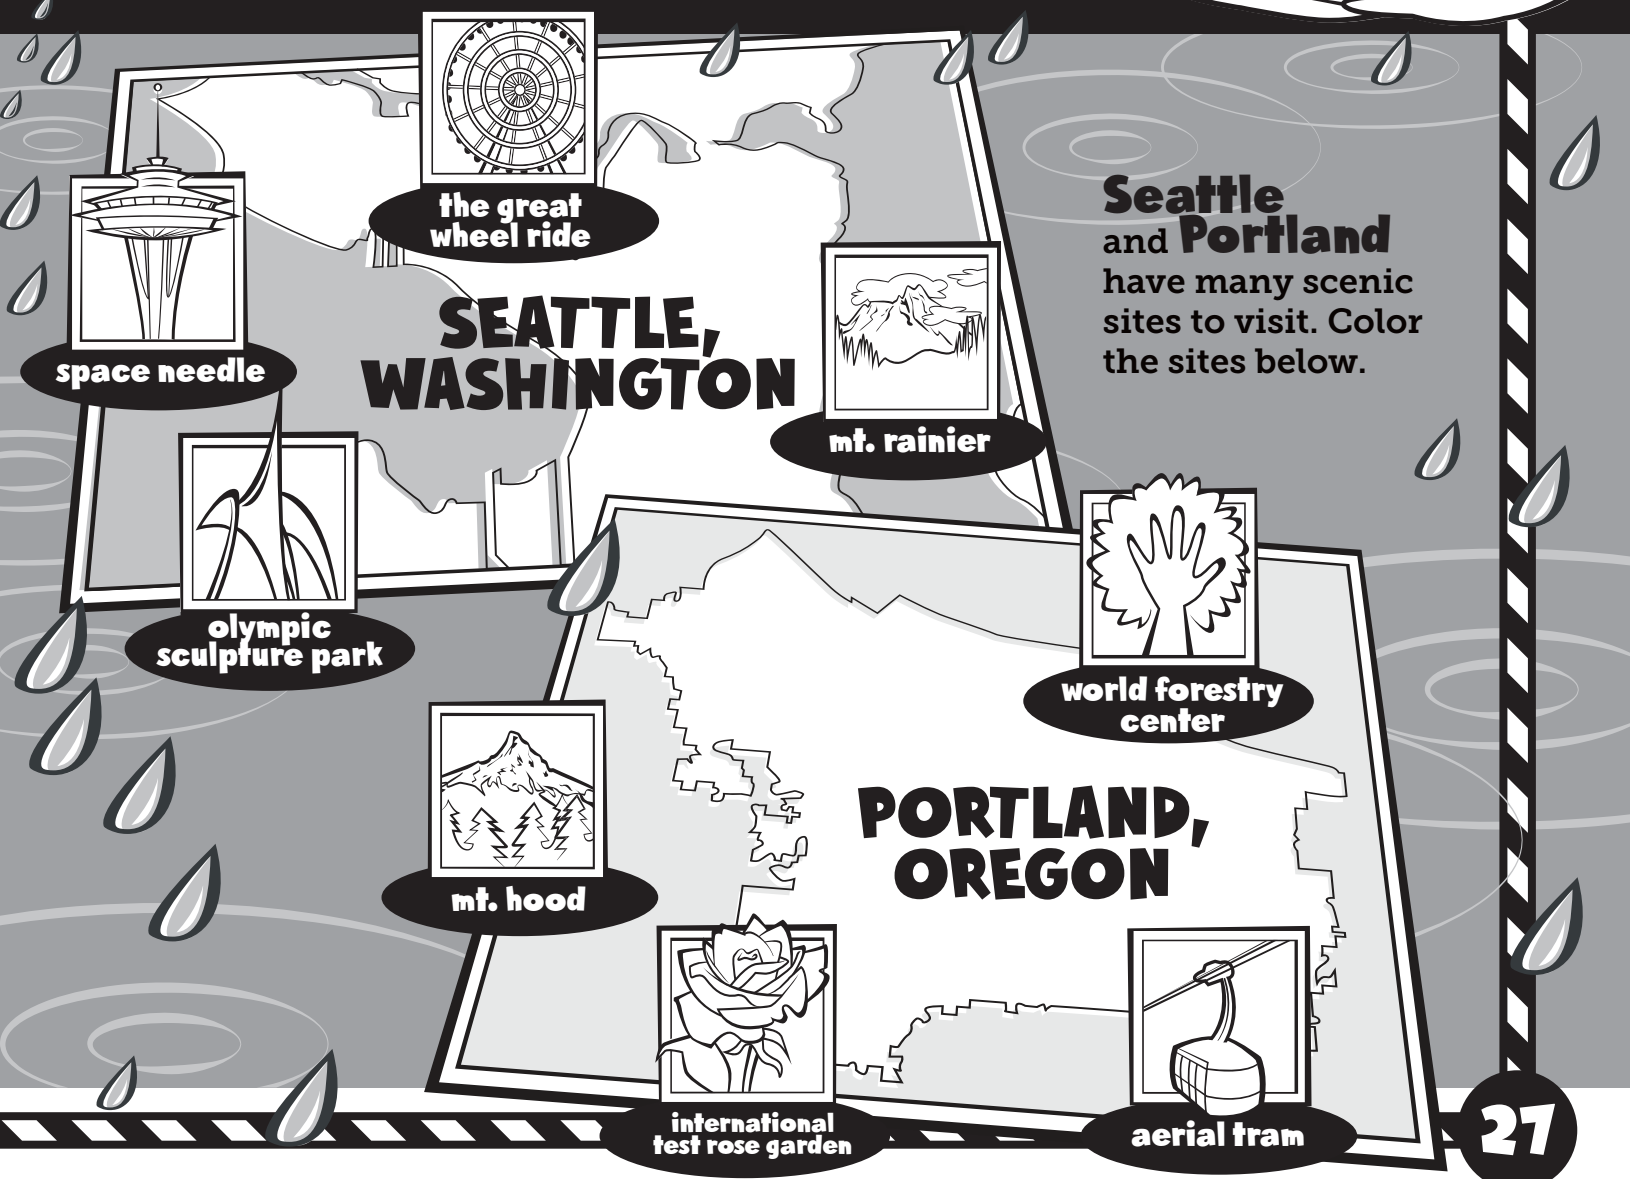 the great
wheel ride
space needle
SEATTLE,
WASHINGTON
mt. rainier
olympic
sculpture park
Seattle
and Portland
have many scenic
sites to visit. Color
the sites below.
world forestry
center
mt. hood
PORTLAND,
OREGON
international
test rose garden
aerial tram
27